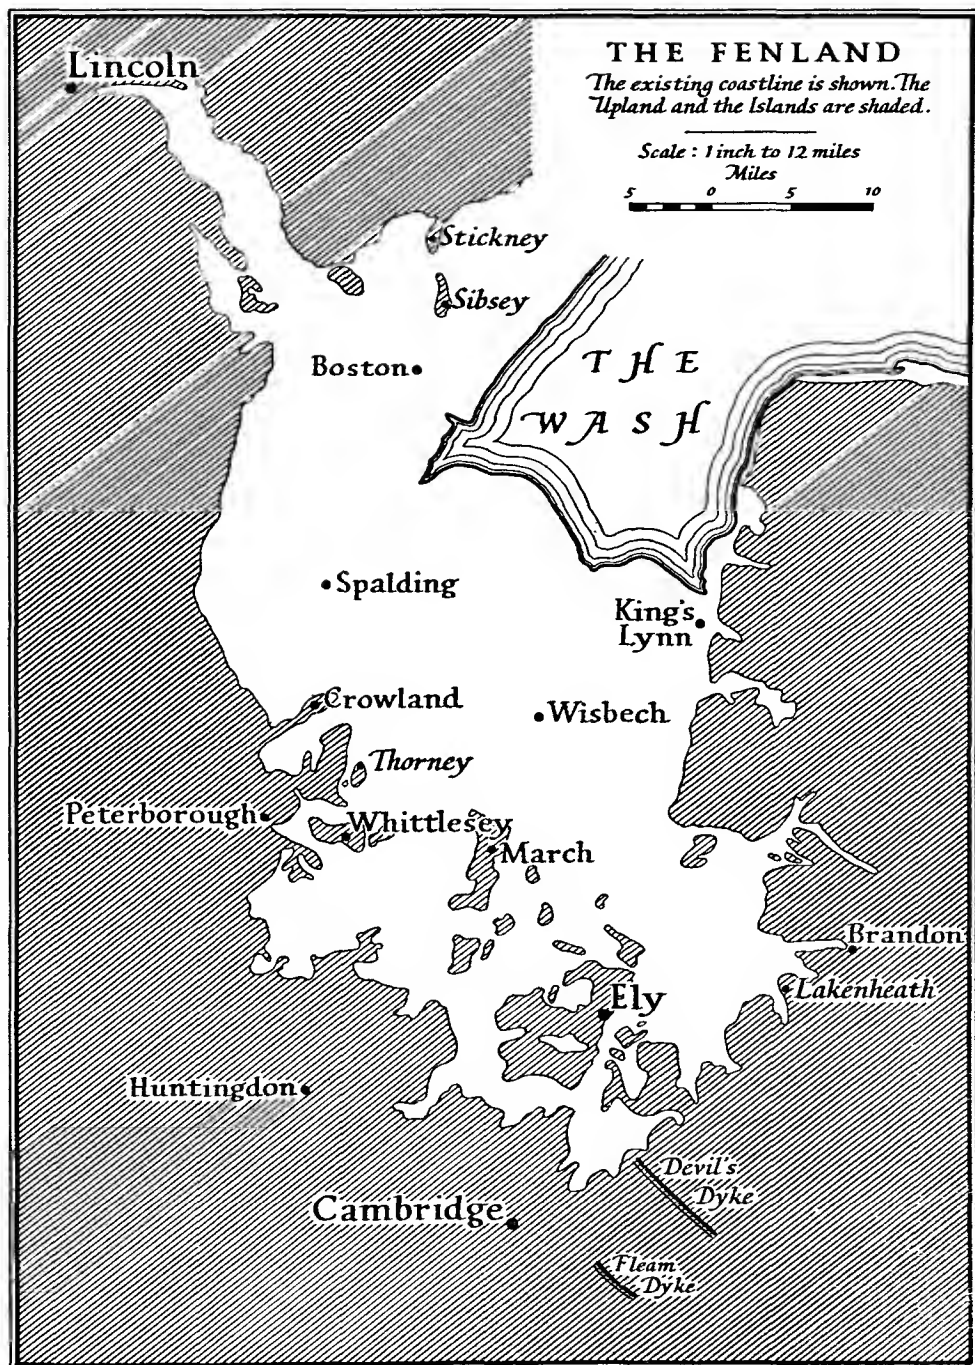 THE FENLAND
The existing coastline is shown. The
Upland and the Islands are shaded.
Scale : 1 inch to 12 miles
Miles
5 0 5 10
Lincoln
Stickney
Sibsey
Boston
THE
WASH
Spalding
King's
Lynn
Crowland
Wisbech
Thorney
Peterborough
Whittlesey
March
Brandon
Lakenheath
Ely
Huntingdon
Devil's
Dyke
Cambridge
Fleam
Dyke